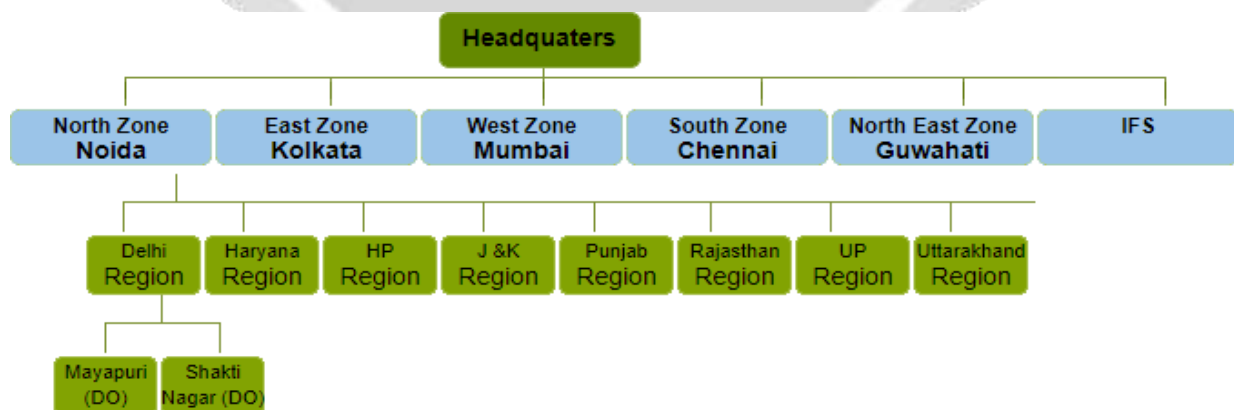 Headquaters
North Zone
Noida
East Zone
Kolkata
West Zone
Mumbai
South Zone
Chennai
North East Zone
Guwahati
IFS
Delhi
Region
Haryana
Region
HP
Region
J &K
Region
Punjab
Region
Rajasthan
Region
UP
Region
Uttarakhand
Region
Mayapuri
(DO)
Shakti
Nagar (DO)